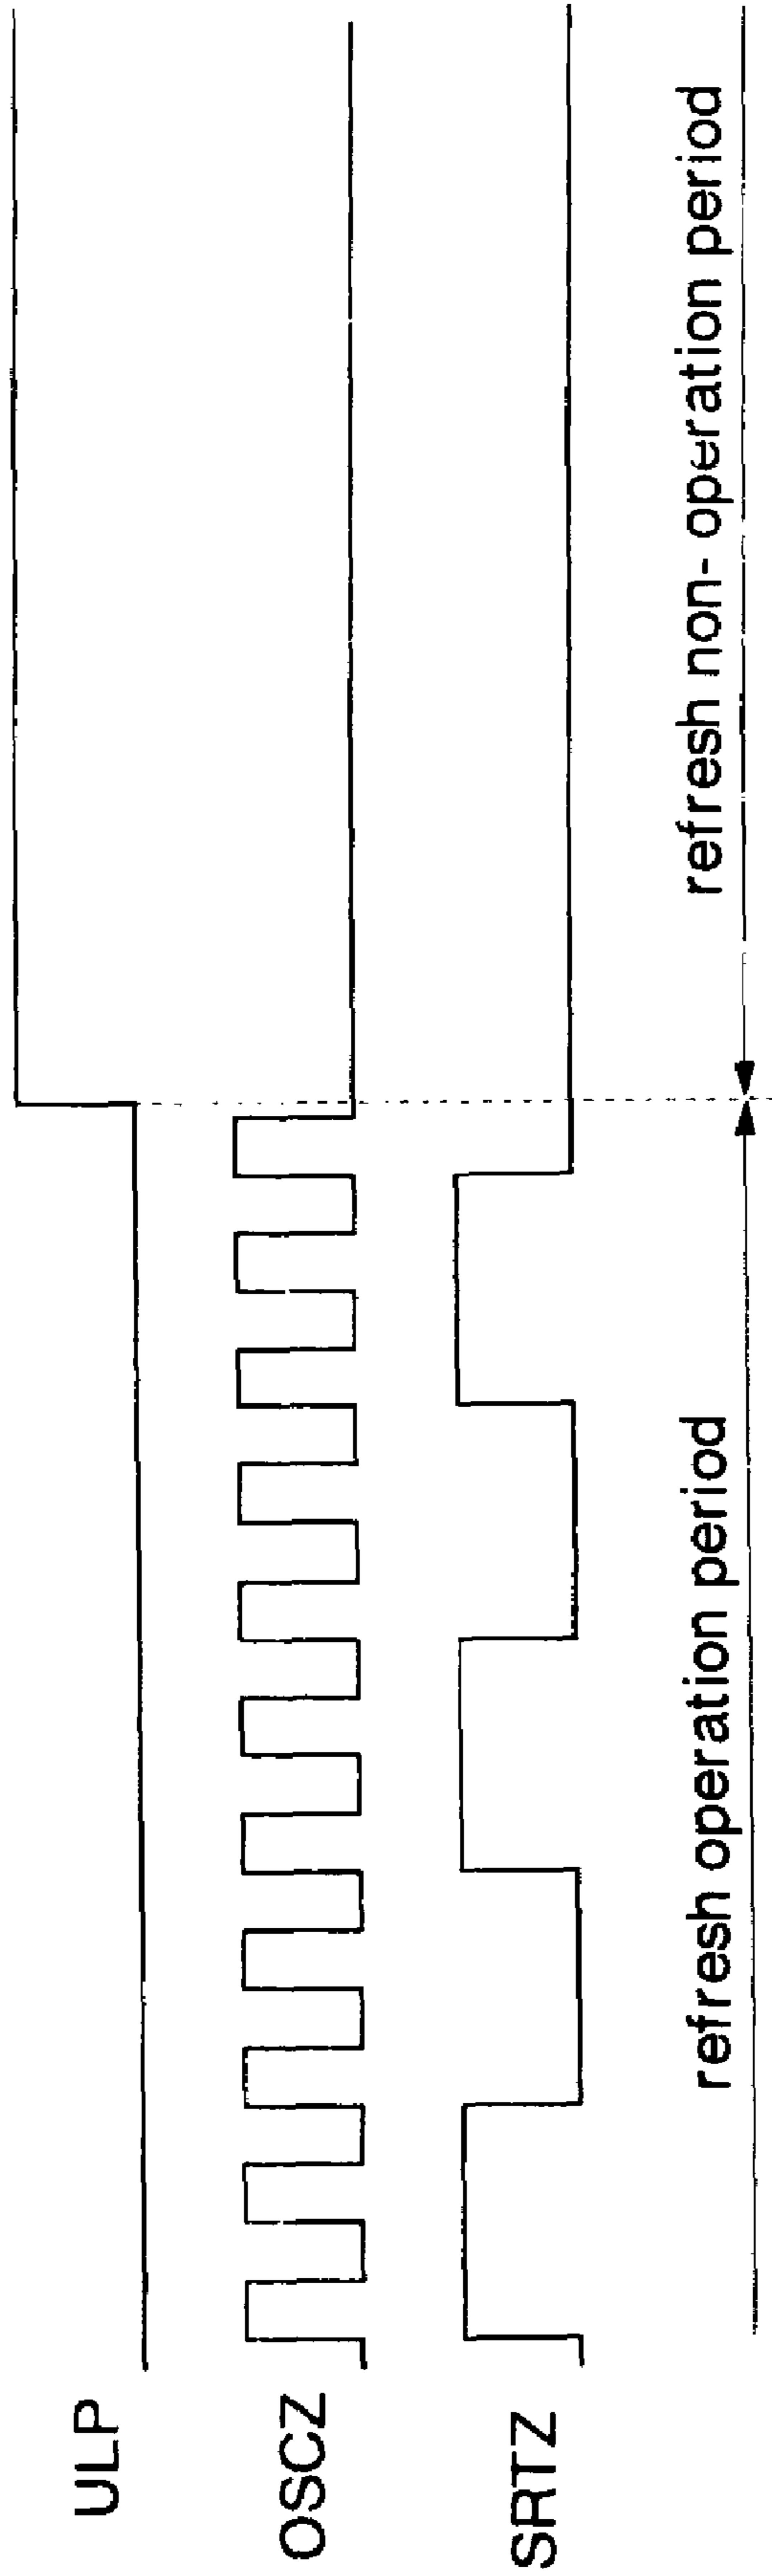 ULP
OSCZ
SRTZ
refresh operation period
refresh non- operation period